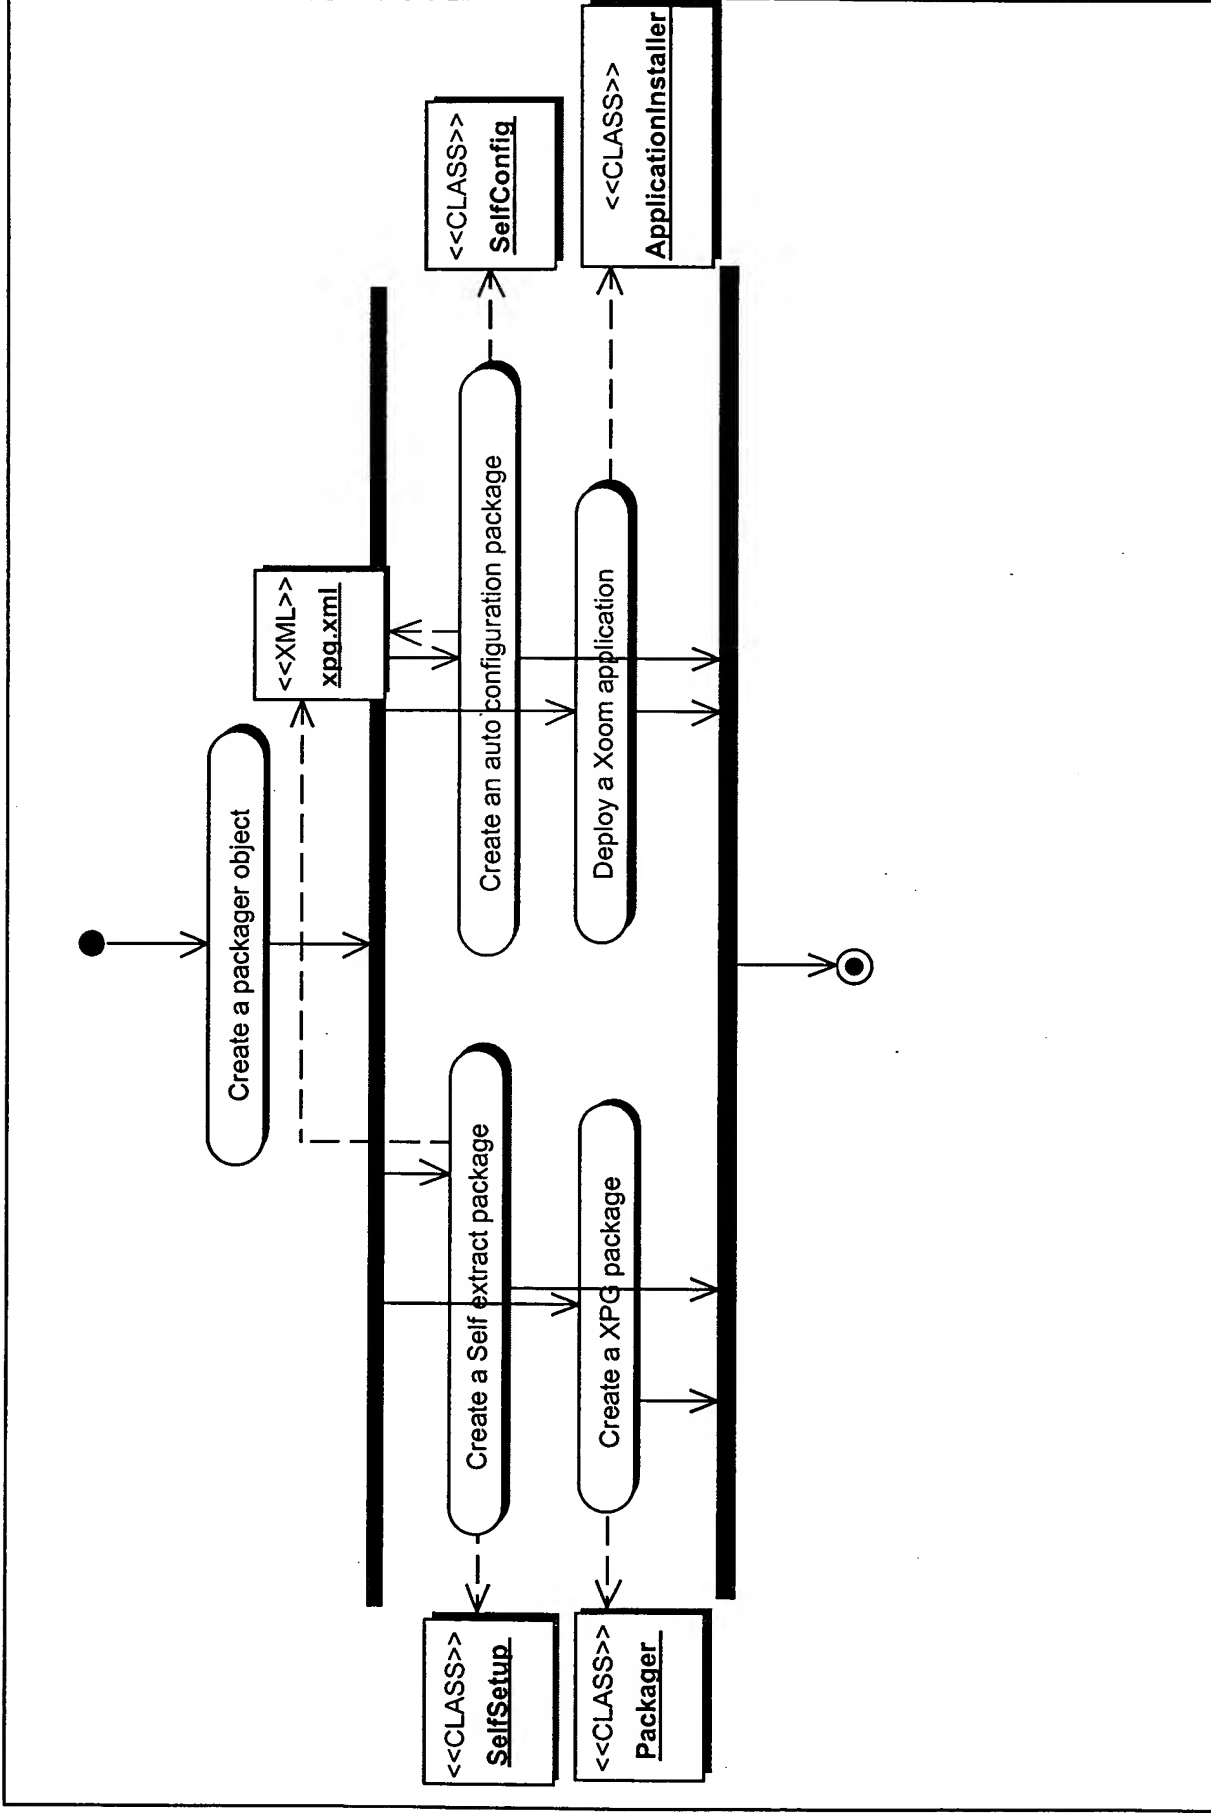 Create a packager object
<<XML>>
xpg.xml
<<CLASS>>
SelfSetup
Create a Self extract package
Create an auto configuration package
<<CLASS>>
SelfConfig
<<CLASS>>
Packager
Create a XPG package
Deploy a Xoom application
<<CLASS>>
ApplicationInstaller